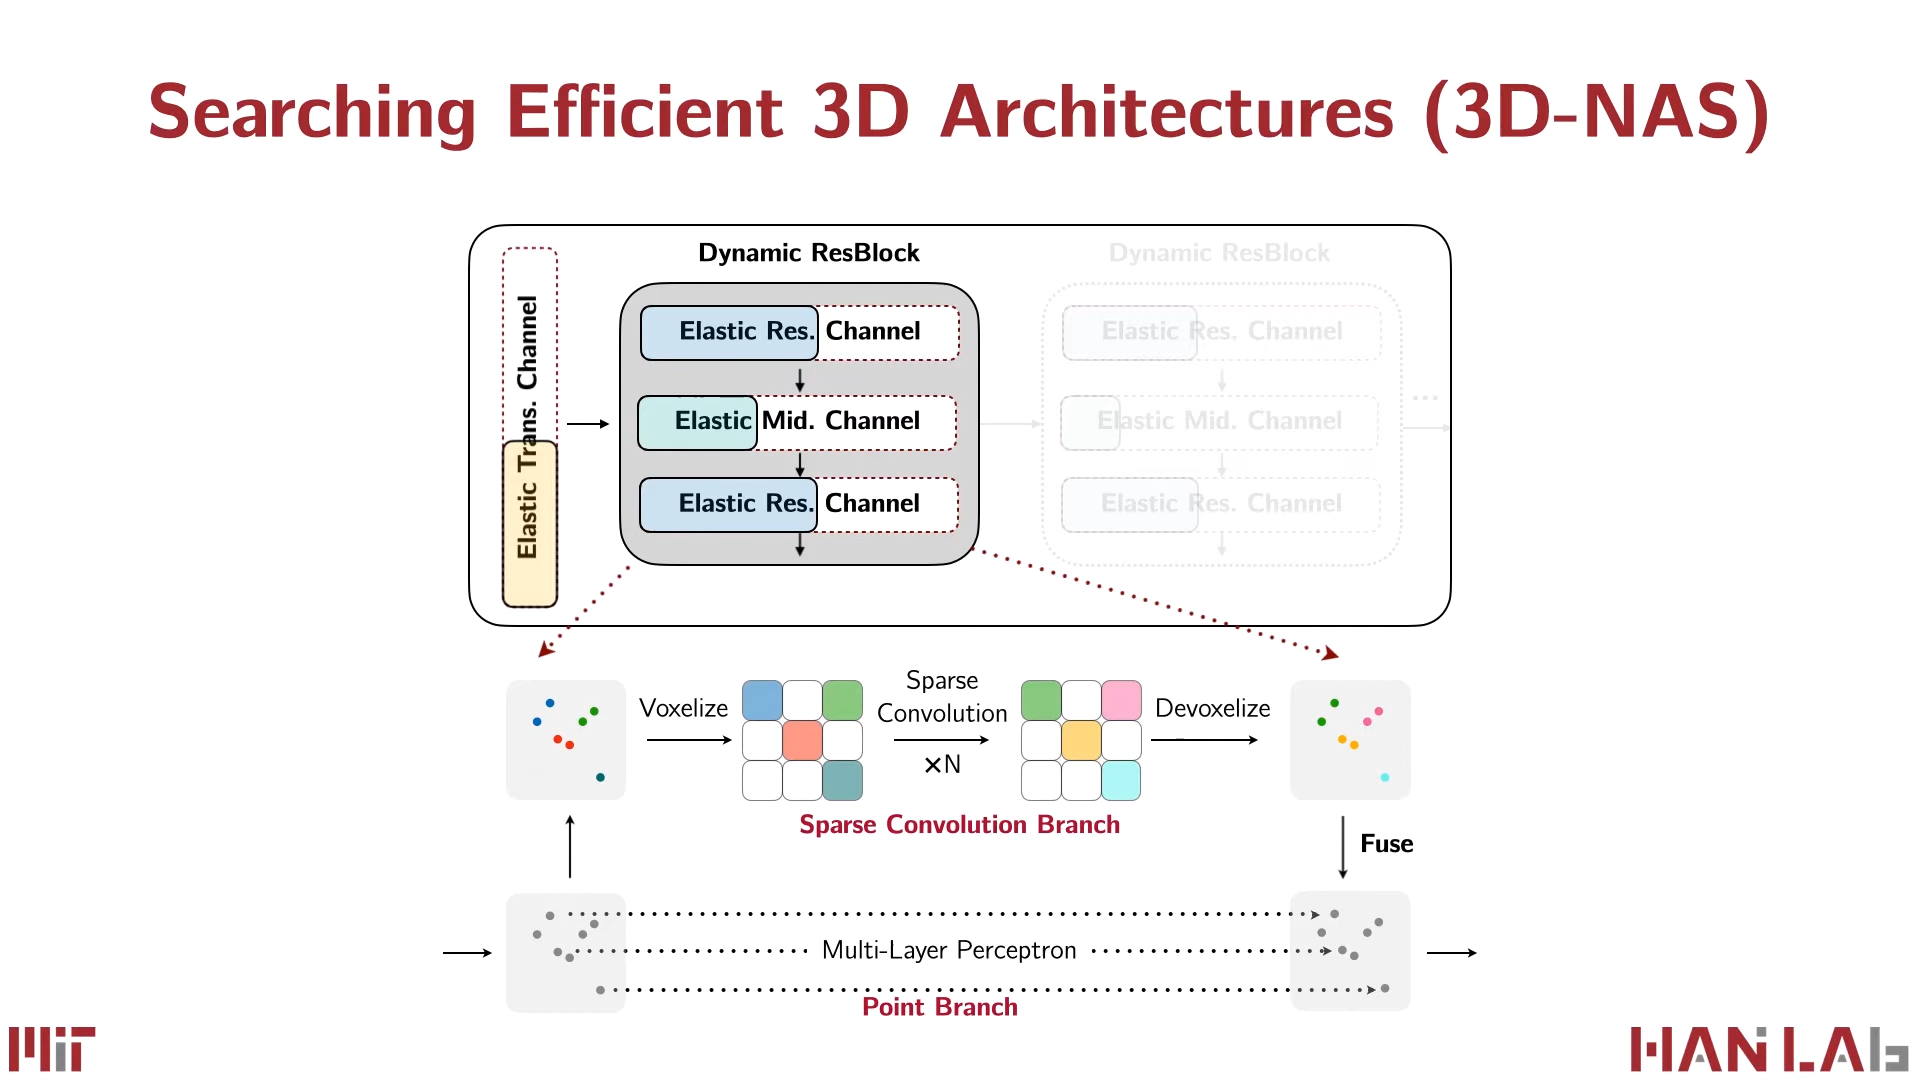 Searching Efficient 3D Architectures (3D-NAS)
Dynamic ResBlock
Dynamic ResBlock
Elastic Trans. Channel
Elastic Res. Channel
Elastic Res. Channel
Elastic Mid. Channel
Elastic Mid. Channel
...
Elastic Res. Channel
Elastic Res. Channel
Voxelize
Sparse
Convolution
×N
Devoxelize
Sparse Convolution Branch
Fuse
Multi-Layer Perceptron
Point Branch
MIT
HAN LAb